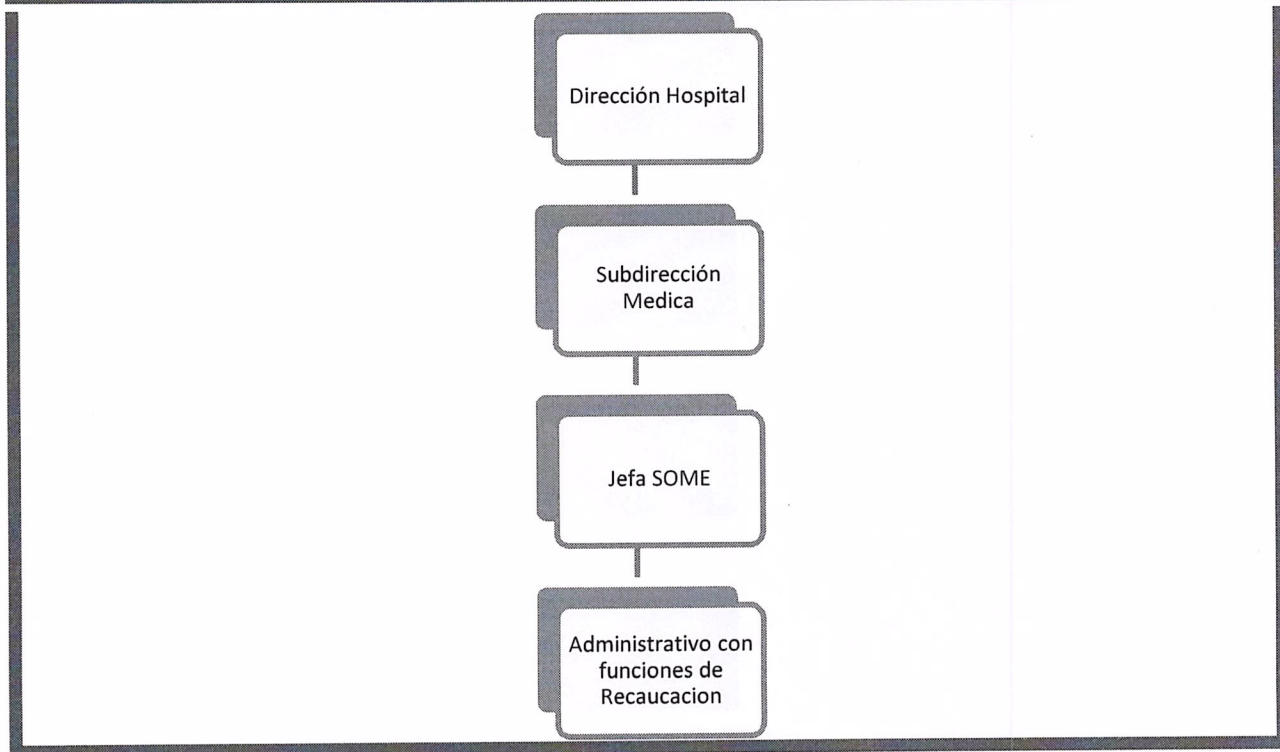 Dirección Hospital
Subdirección
Medica
Jefa SOME
Administrativo con
funciones de
Recaucacion